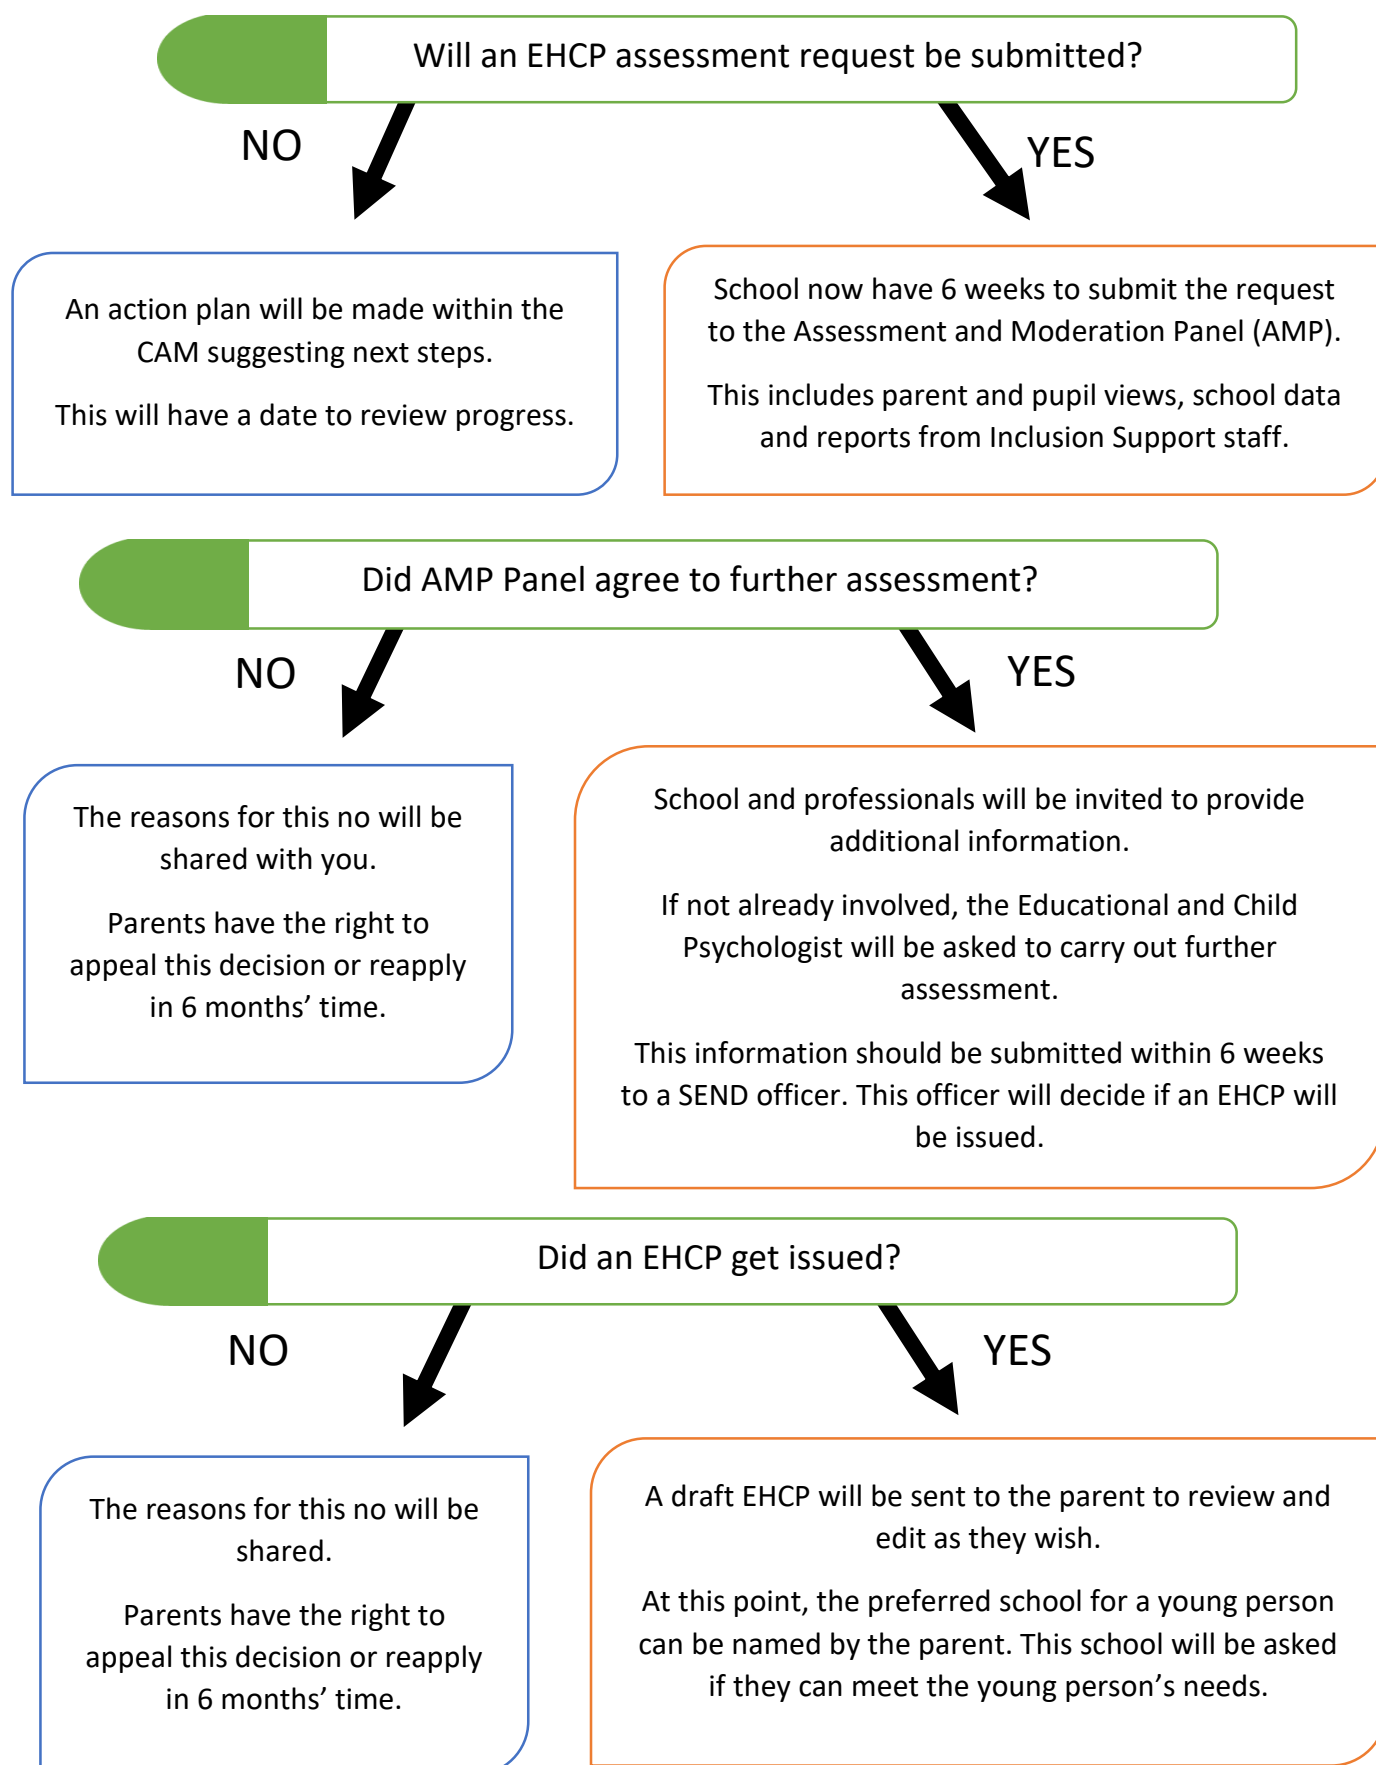 Will an EHCP assessment request be submitted?
NO
YES
An action plan will be made within the
CAM suggesting next steps.
This will have a date to review progress.
School now have 6 weeks to submit the request
to the Assessment and Moderation Panel (AMP).
This includes parent and pupil views, school data
and reports from Inclusion Support staff.
Did AMP Panel agree to further assessment?
NO
YES
The reasons for this no will be
shared with you.
Parents have the right to
appeal this decision or reapply
in 6 months’ time.
School and professionals will be invited to provide
additional information.
If not already involved, the Educational and Child
Psychologist will be asked to carry out further
assessment.
This information should be submitted within 6 weeks
to a SEND officer. This officer will decide if an EHCP will
be issued.
Did an EHCP get issued?
NO
YES
The reasons for this no will be
shared.
Parents have the right to
appeal this decision or reapply
in 6 months’ time.
A draft EHCP will be sent to the parent to review and
edit as they wish.
At this point, the preferred school for a young person
can be named by the parent. This school will be asked
if they can meet the young person’s needs.